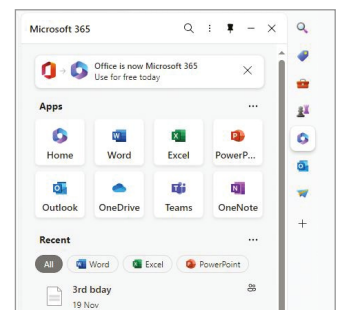 Microsoft 365
Office is now Microsoft 365
Use for free today
Apps
Home Word Excel PowerP...
Outlook OneDrive Teams OneNote
Recent
All Word Excel PowerPoint
3rd bday
19 Nov